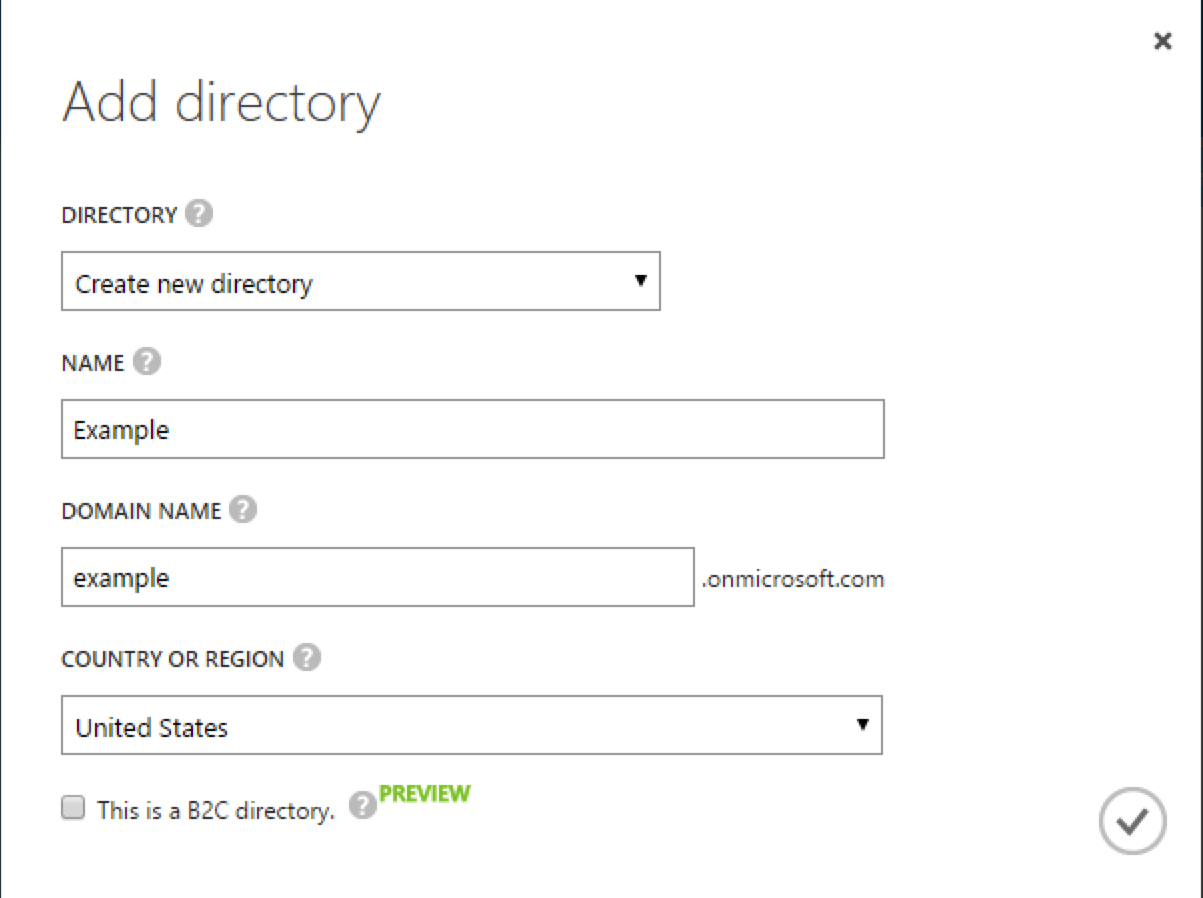 Add directory
DIRECTORY ?
Create new directory
NAME ?
Example
DOMAIN NAME ?
example .onmicrosoft.com
COUNTRY OR REGION ?
United States
This is a B2C directory. ? PREVIEW